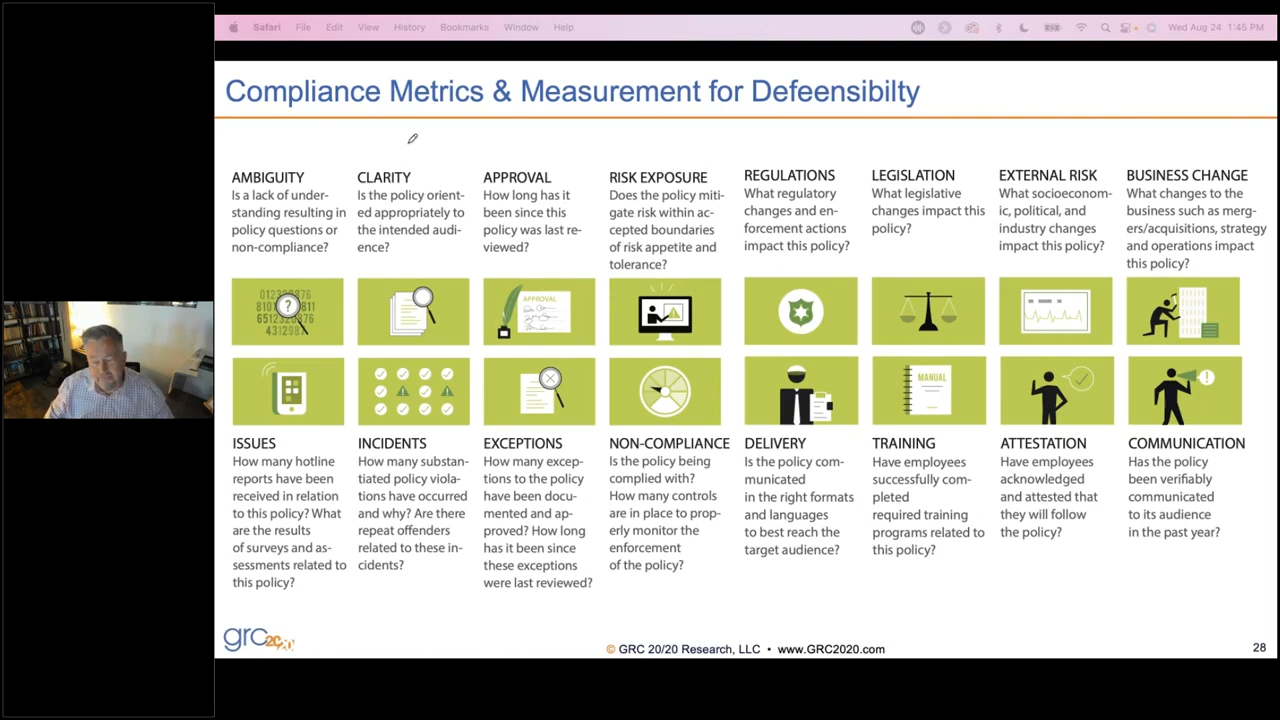 Safari File Edit View History Bookmarks Window Help Wed Aug 24 1:45 PM
Compliance Metrics & Measurement for Defeensibilty
AMBIGUITY
Is a lack of under-
standing resulting in
policy questions or
non-compliance?
CLARITY
Is the policy orient-
ed appropriately to
the intended audi-
ence?
APPROVAL
How long has it
been since this
policy was last re-
viewed?
RISK EXPOSURE
Does the policy miti-
gate risk within ac-
cepted boundaries
of risk appetite and
tolerance?
REGULATIONS
What regulatory
changes and en-
forcement actions
impact this policy?
LEGISLATION
What legislative
changes impact this
policy?
EXTERNAL RISK
What socioeconom-
ic, political, and
industry changes
impact this policy?
BUSINESS CHANGE
What changes to the
business such as merg-
ers/acquisitions, strategy
and operations impact
this policy?
?
APPROVAL
MANUAL
!
ISSUES
How many hotline
reports have been
received in relation
to this policy? What
are the results
of surveys and as-
sessments related to
this policy?
INCIDENTS
How many substan-
tiated policy viola-
tions have occurred
and why? Are there
repeat offenders
related to these in-
cidents?
EXCEPTIONS
How many excep-
tions to the policy
have been docu-
mented and ap-
proved? How long
has it been since
these exceptions
were last reviewed?
NON-COMPLIANCE
Is the policy being
complied with?
How many controls
are in place to prop-
erly monitor the
enforcement
of the policy?
DELIVERY
Is the policy com-
municated
in the right formats
and languages
to best reach the
target audience?
TRAINING
Have employees
successfully com-
pleted
required training
programs related to
this policy?
ATTESTATION
Have employees
acknowledged
and attested that
they will follow
the policy?
COMMUNICATION
Has the policy
been verifiably
communicated
to its audience
in the past year?
grc2020
© GRC 20/20 Research, LLC • www.GRC2020.com
28